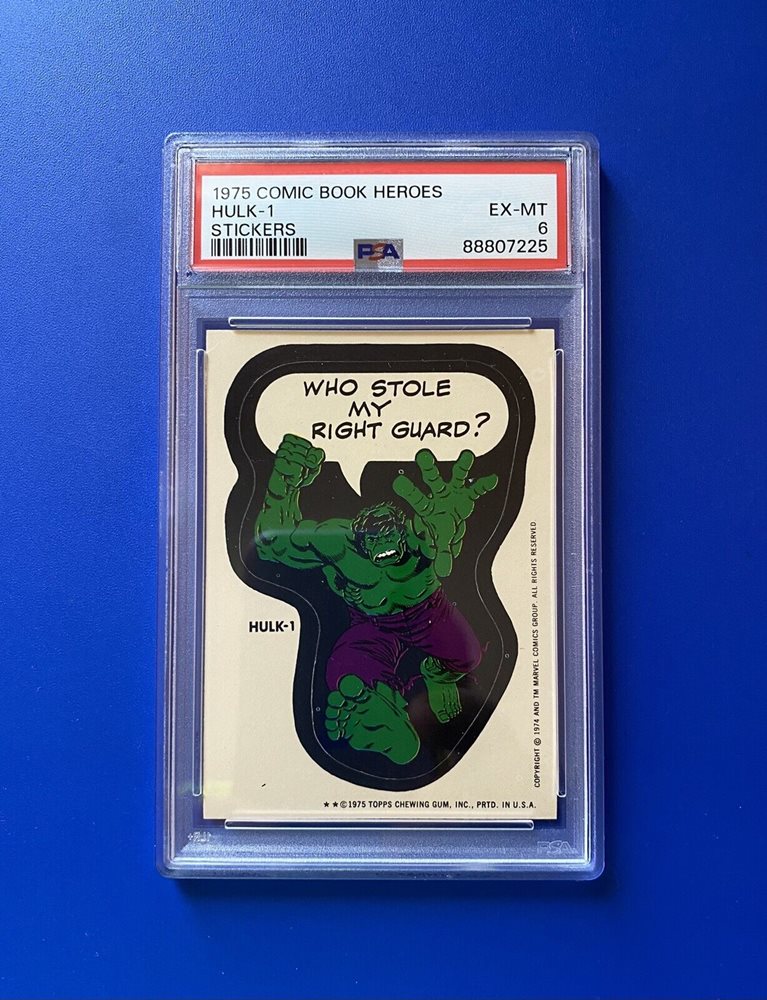 1975 COMIC BOOK HEROES
HULK-1
EX-MT
STICKERS
6
PSA
88807225
WHO STOLE
MY
RIGHT GUARD?
HULK-1
COPYRIGHT © 1974 AND TM MARVEL COMICS GROUP. ALL RIGHTS RESERVED
★★©1975 TOPPS CHEWING GUM, INC., PRTD. IN U.S.A.
PSA